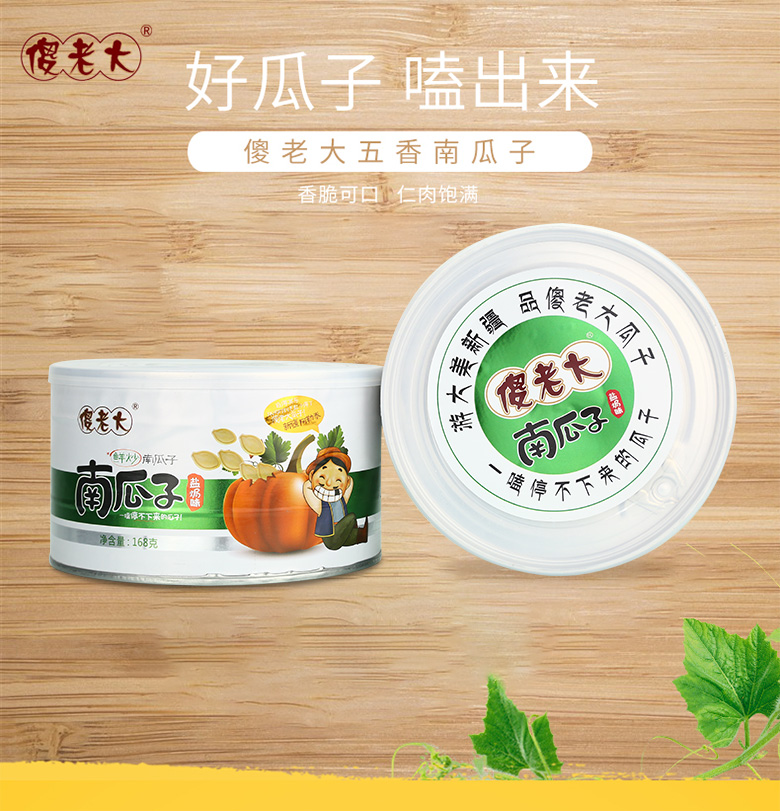 傻老大®
好瓜子 嗑出来
傻老大五香南瓜子
香脆可口 仁肉饱满
游大美新疆 品傻老大瓜子
傻老大®
南瓜子
盐奶味
一嗑停不下来的瓜子
傻老大®
鲜炒南瓜子
南瓜子
盐奶味
一嗑停不下来的瓜子!
净含量:168克